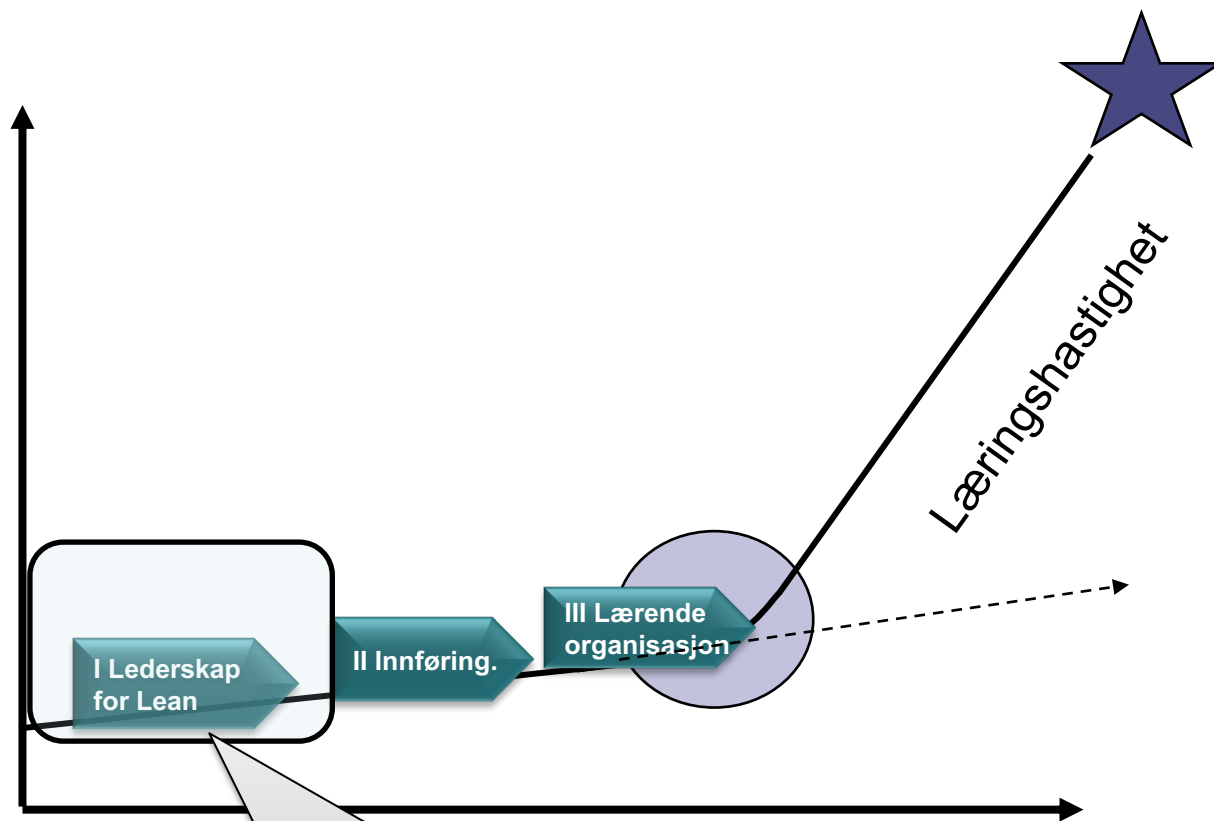 Læringshastighet
III Lærende
organisasjon
II Innføring.
I Lederskap
for Lean